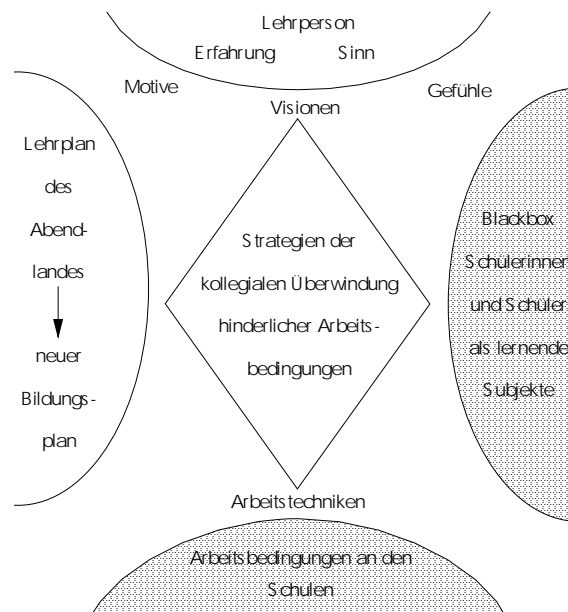 Lehrperson
Erfahrung Sinn
Motive Gefühle
Visionen
Lehrplan
des
Abend-
landes
neuer
Bildungs-
plan
Strategien der
kollegialen Überwindung
hinderlicher Arbeits-
bedingungen
Blackbox
Schülerinnen
und Schüler
als lernende
Subjekte
Arbeitstechniken
Arbeitsbedingungen an den
Schulen